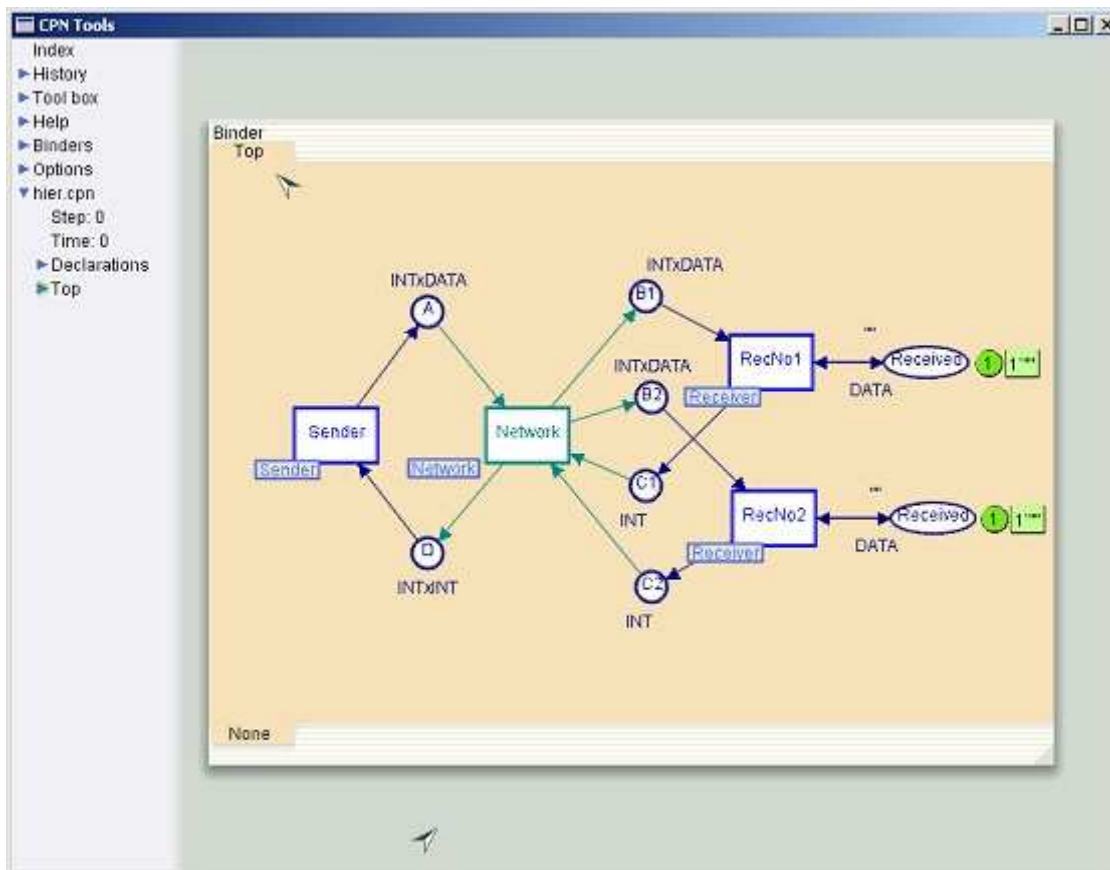 CPN Tools
Index
History
Tool box
Help
Binders
Options
hier.cpn
Step: 0
Time: 0
Declarations
Top
Binder
Top
INTxDATA
A
INTxDATA
B1
INTxDATA
B2
RecNo1
Receiver
""
Received
DATA
1
1`""
Sender
Sender
Network
Network
C1
INT
RecNo2
Receiver
""
Received
DATA
1
1`""
D
INTxINT
C2
INT
None